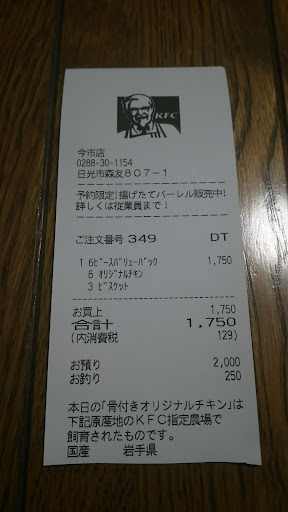 KFC
今市店
0288-30-1154
日光市森友807-1
予約限定!揚げたてバーレル販売中!
詳しくは従業員まで!
ご注文番号 349 DT
1 6ピースバリューパック 1,750
6 オリジナルチキン
3 ビスケット
お買上 1,750
合計 1,750
(内消費税 129)
お預り 2,000
お釣り 250
本日の「骨付きオリジナルチキン」は
下記原産地のKFC指定農場で
飼育されたものです。
国産 岩手県